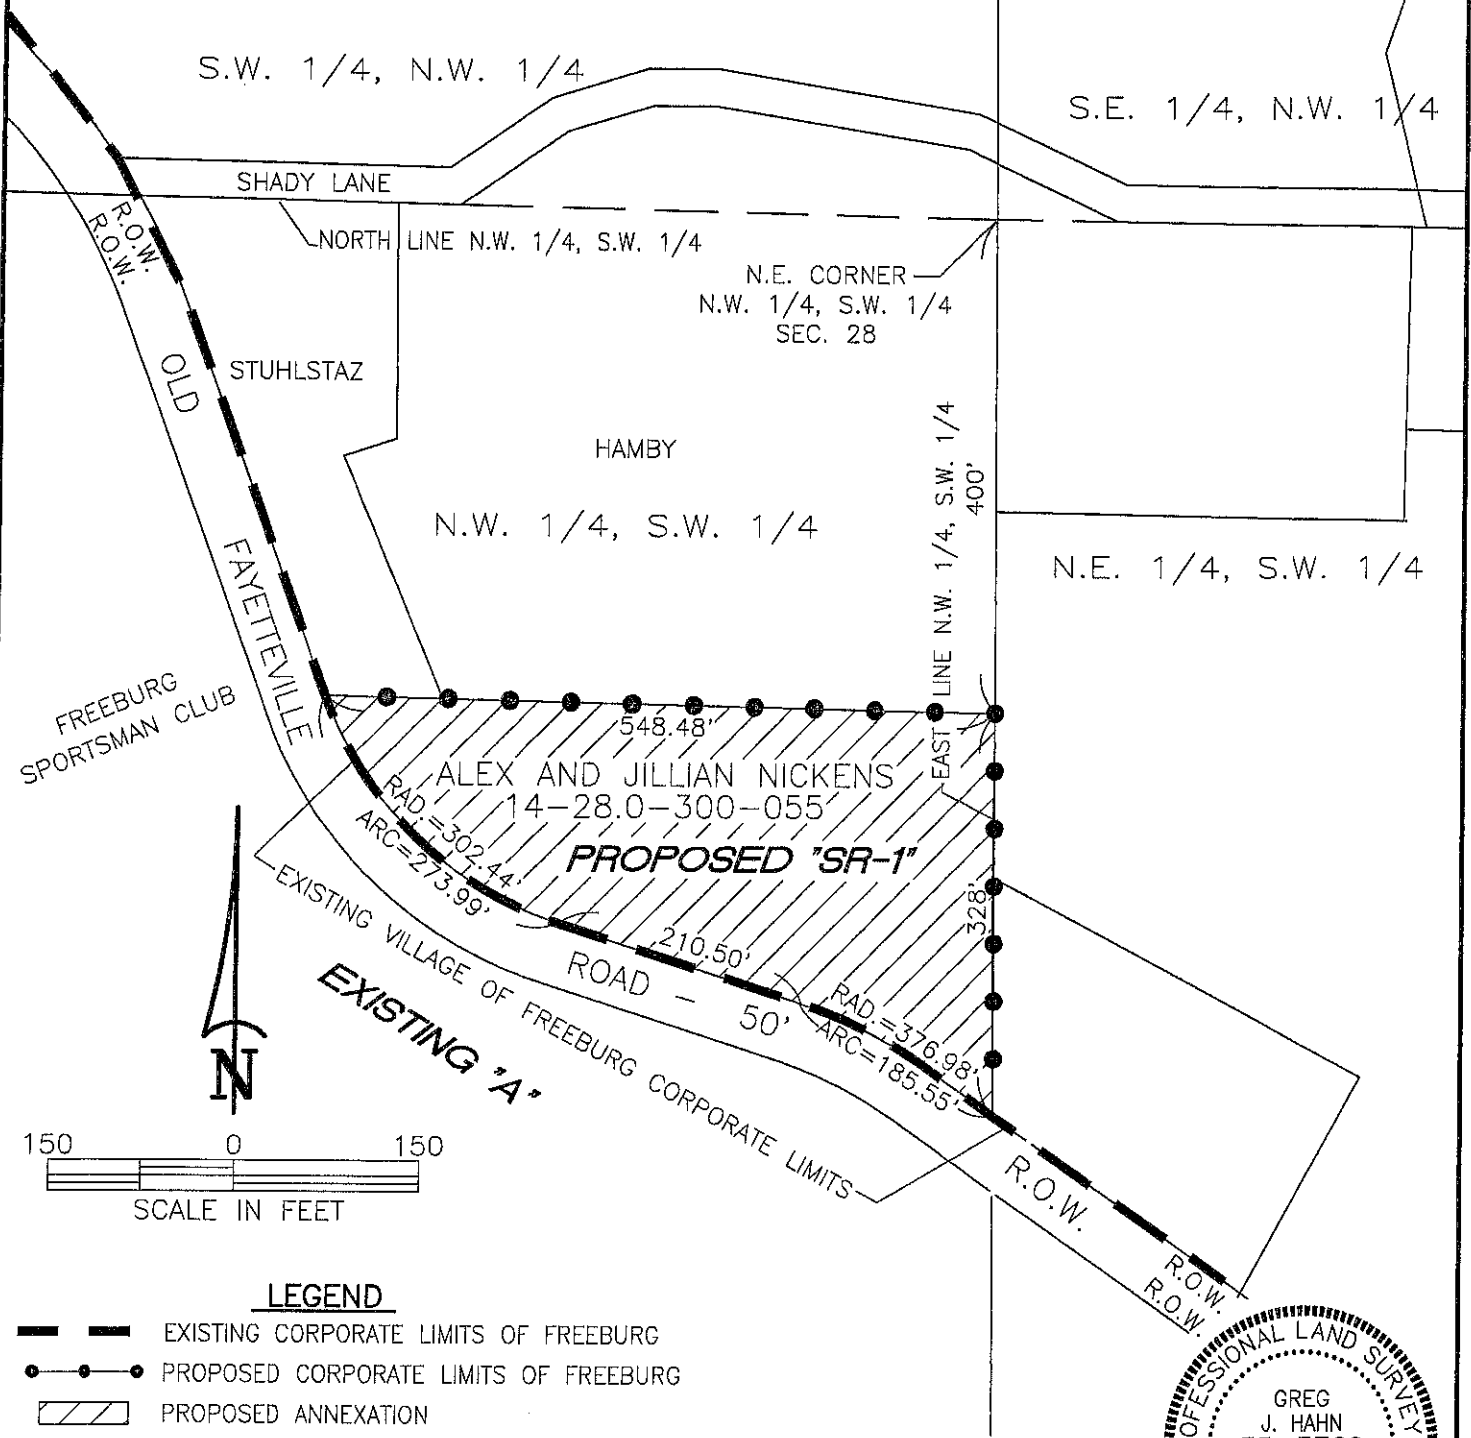 S.W. 1/4, N.W. 1/4
S.E. 1/4, N.W. 1/4
SHADY LANE
R.O.W.
R.O.W.
NORTH LINE N.W. 1/4, S.W. 1/4
N.E. CORNER
N.W. 1/4, S.W. 1/4
SEC. 28
OLD
STUHLSTAZ
HAMBY
N.W. 1/4, S.W. 1/4
EAST LINE N.W. 1/4, S.W. 1/4
400'
N.E. 1/4, S.W. 1/4
FAYETTEVILLE
FREEBURG
SPORTSMAN CLUB
548.48'
ALEX AND JILLIAN NICKENS
14-28.0-300-055
PROPOSED "SR-1"
RAD.=302.44'
ARC=273.99'
328'
EXISTING VILLAGE OF FREEBURG CORPORATE LIMITS
EXISTING "A"
210.50'
ROAD - 50'
RAD.=376.98'
ARC=185.55'
R.O.W.
R.O.W.
R.O.W.
N
150 0 150
SCALE IN FEET
LEGEND
EXISTING CORPORATE LIMITS OF FREEBURG
PROPOSED CORPORATE LIMITS OF FREEBURG
PROPOSED ANNEXATION
OFESSIONAL LAND SURVEY
GREG
J. HAHN